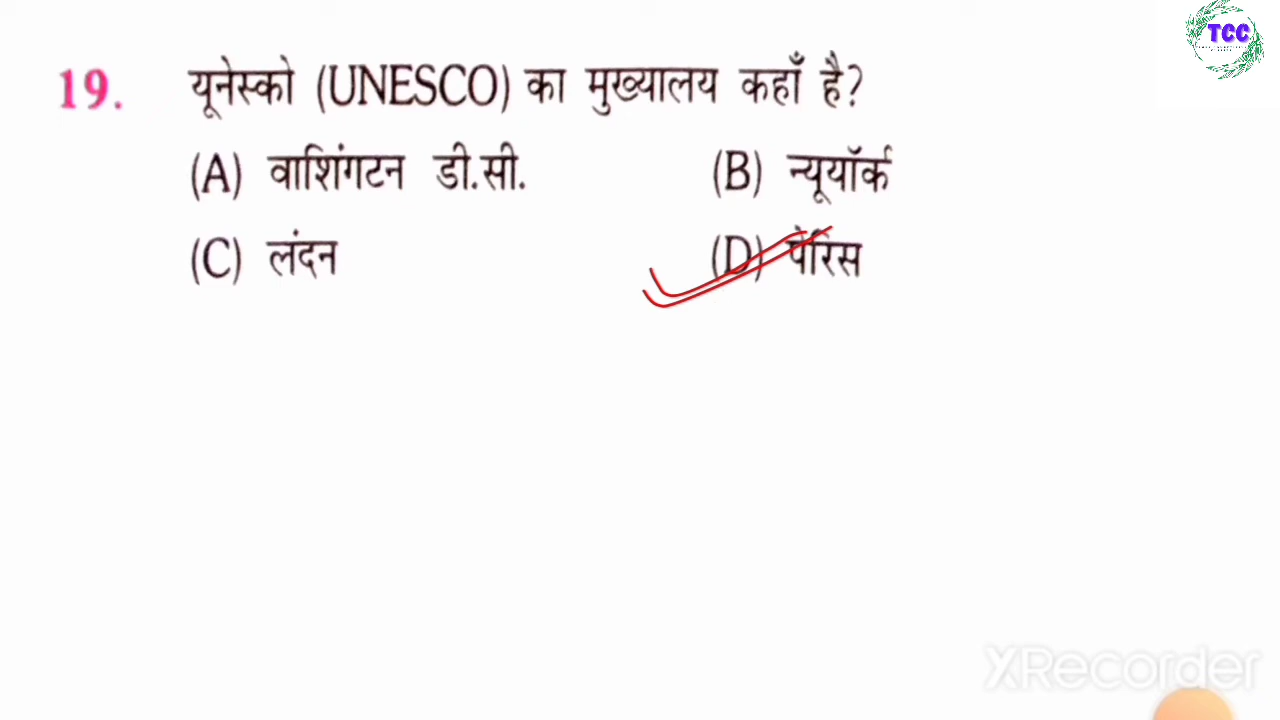 TCC
19. यूनेस्को (UNESCO) का मुख्यालय कहाँ है?
(A) वाशिंगटन डी.सी. (B) न्यूयॉर्क
(C) लंदन (D) पेरिस
XRecorder